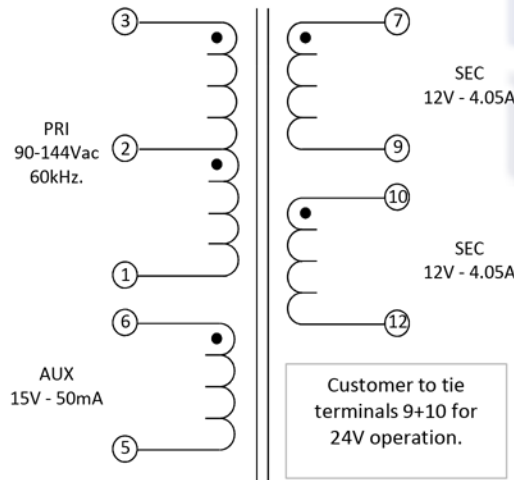 3
7
SEC
12V - 4.05A
PRI
90-144Vac
60kHz.
2
9
10
SEC
12V - 4.05A
1
12
6
AUX
15V - 50mA
5
Customer to tie
terminals 9+10 for
24V operation.